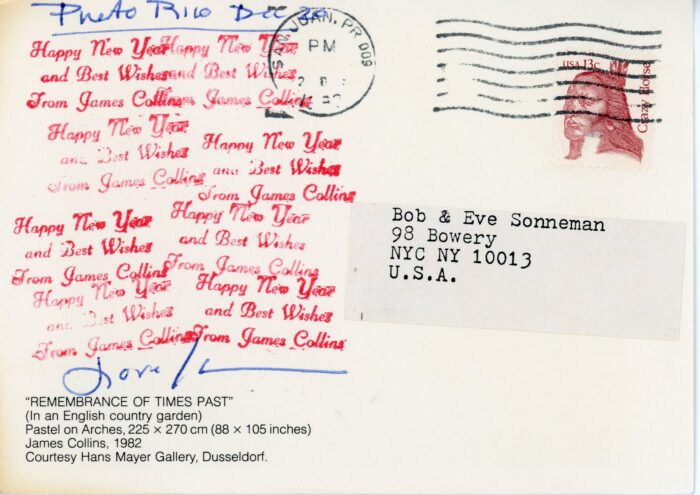 Pueto Rico Dec 30
SAN JUAN, PR 009
PM
USA 13c
Crazy Horse
Happy New Year
and Best Wishes
From James Collins
Happy New Year
and Best Wishes
From James Collins
Happy New Year
and Best Wishes
From James Collins
Happy New Year
and Best Wishes
From James Collins
Happy New Year
and Best Wishes
From James Collins
Happy New Year
and Best Wishes
From James Collins
Happy New Year
and Best Wishes
From James Collins
Happy New Year
and Best Wishes
From James Collins
Bob & Eve Sonneman
98 Bowery
NYC NY 10013
U.S.A.
Love
"REMEMBRANCE OF TIMES PAST"
(In an English country garden)
Pastel on Arches, 225 × 270 cm (88 × 105 inches)
James Collins, 1982
Courtesy Hans Mayer Gallery, Dusseldorf.